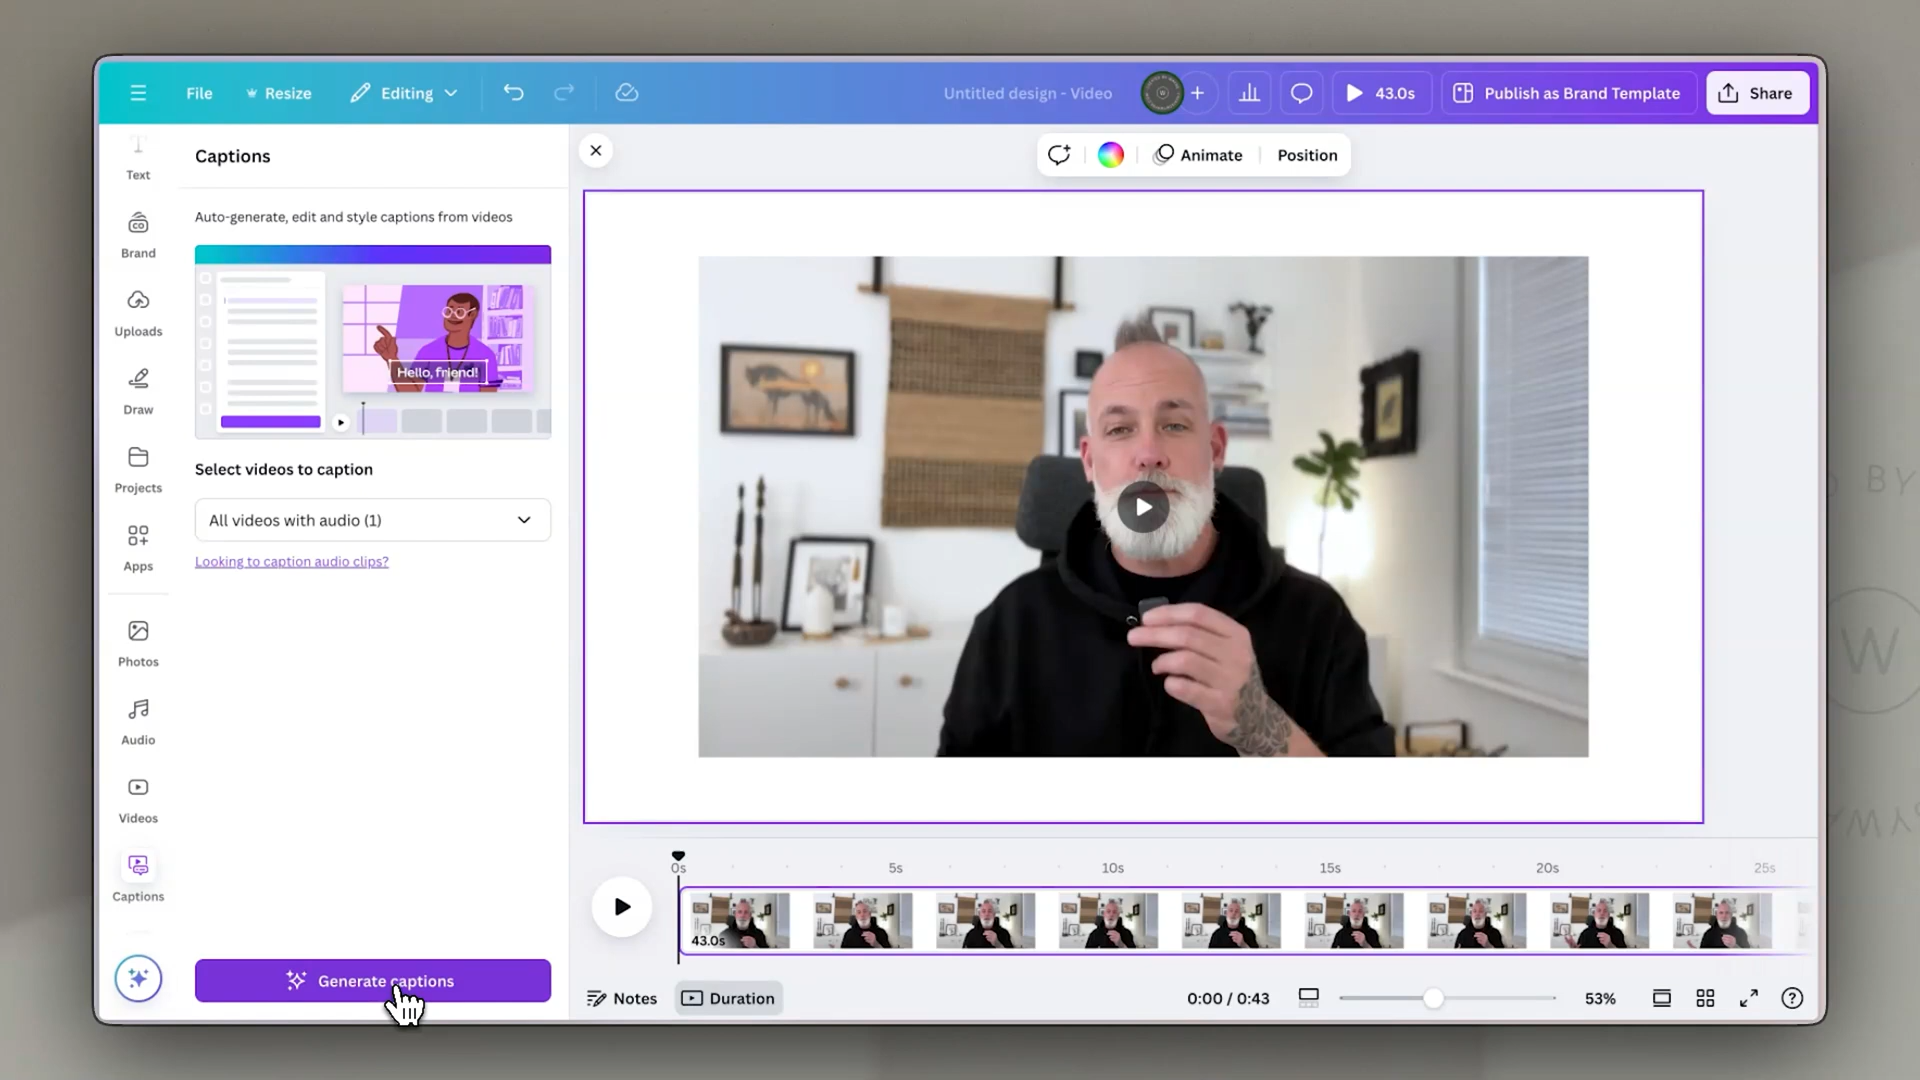 File
Resize
Editing
Untitled design - Video
43.0s
Publish as Brand Template
Share
Text
Brand
Uploads
Draw
Projects
Apps
Photos
Audio
Videos
Captions
Captions
Auto-generate, edit and style captions from videos
Hello, friend!
Select videos to caption
All videos with audio (1)
Looking to caption audio clips?
Generate captions
Animate
Position
0s
5s
10s
15s
20s
25s
43.0s
Notes
Duration
0:00 / 0:43
53%
BY
W